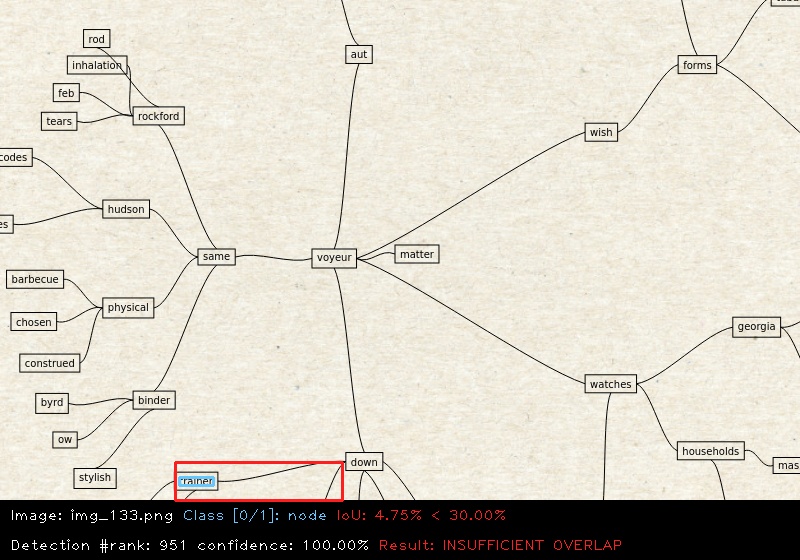 rod
aut
inhalation
forms
feb
rockford
tears
wish
codes
hudson
es
same
voyeur
matter
barbecue
physical
chosen
georgia
construed
watches
byrd
binder
ow
households
down
mas
stylish
trainer
Image: img_133.png Class [0/1]: node IoU: 4.75% < 30.00%
Detection #rank: 951 confidence: 100.00% Result: INSUFFICIENT OVERLAP